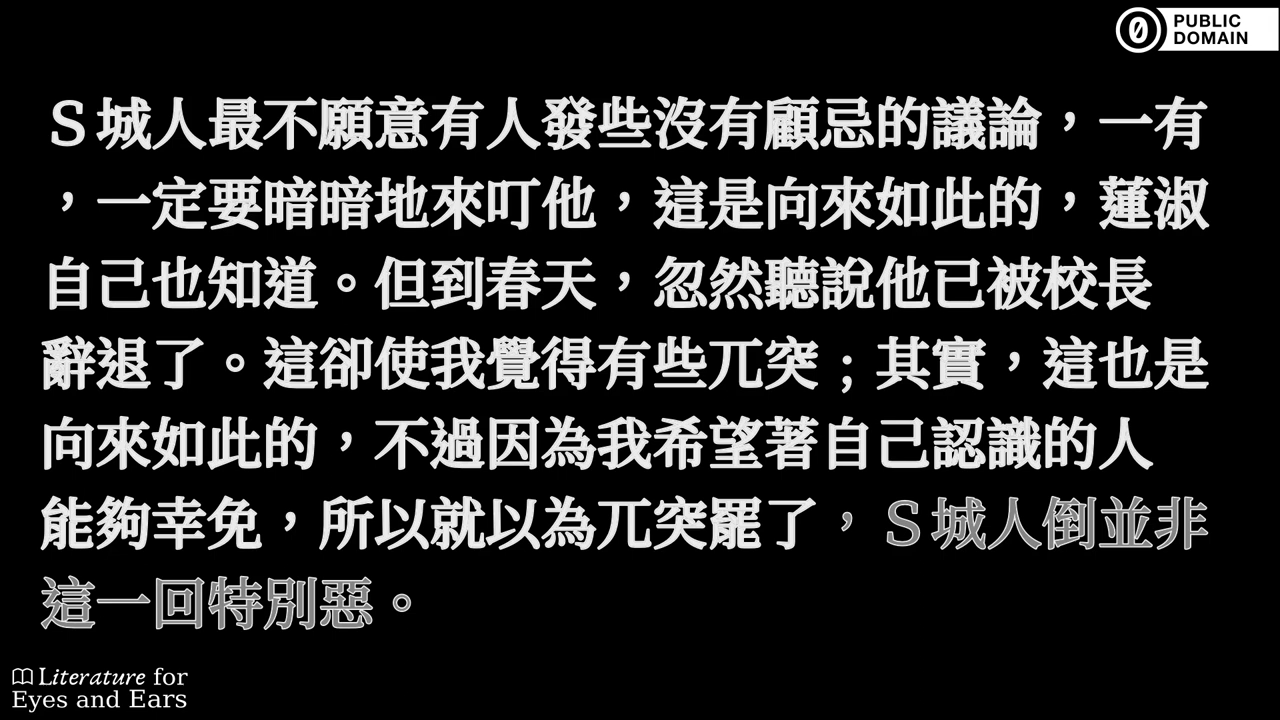 PUBLIC
DOMAIN
S城人最不願意有人發些沒有顧忌的議論，一有
，一定要暗暗地來叮他，這是向來如此的，蓮淑
自己也知道。但到春天，忽然聽說他已被校長
辭退了。這卻使我覺得有些兀突；其實，這也是
向來如此的，不過因為我希望著自己認識的人
能夠幸免，所以就以為兀突罷了，S城人倒並非
這一回特別惡。
Literature for
Eyes and Ears